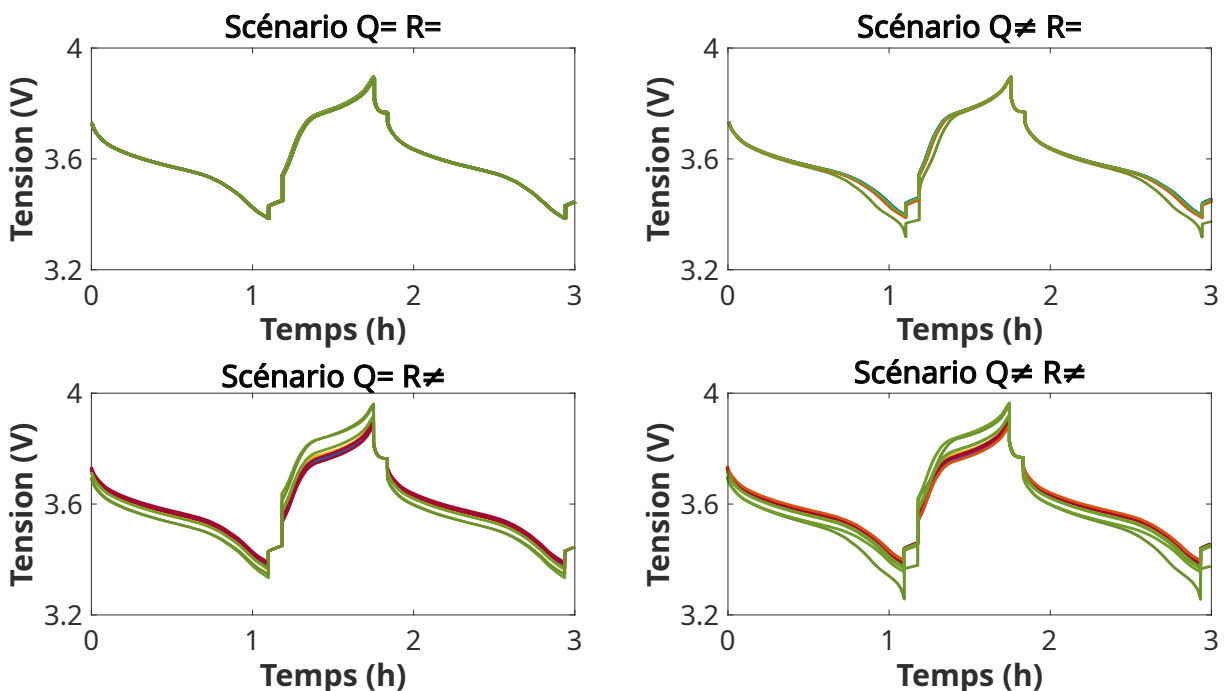 Scénario Q= R=
4
3.6
3.2
Tension (V)
0 1 2 3
Temps (h)
Scénario Q≠ R=
4
3.6
3.2
Tension (V)
0 1 2 3
Temps (h)
Scénario Q= R≠
4
3.6
3.2
Tension (V)
0 1 2 3
Temps (h)
Scénario Q≠ R≠
4
3.6
3.2
Tension (V)
0 1 2 3
Temps (h)